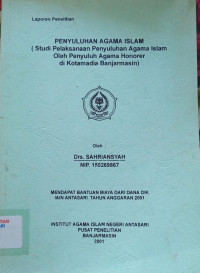 Laporan Penelitian
PENYULUHAN AGAMA ISLAM
( Studi Pelaksanaan Penyuluhan Agama Islam
Oleh Penyuluh Agama Honorer
di Kotamadia Banjarmasin)
Oleh
Drs. SAHRIANSYAH
NIP. 150269867
MENDAPAT BANTUAN BIAYA DARI DANA DIK
IAIN ANTASARI TAHUN ANGGARAN 2001
INSTITUT AGAMA ISLAM NEGERI ANTASARI
PUSAT PENELITIAN
BANJARMASIN
2001